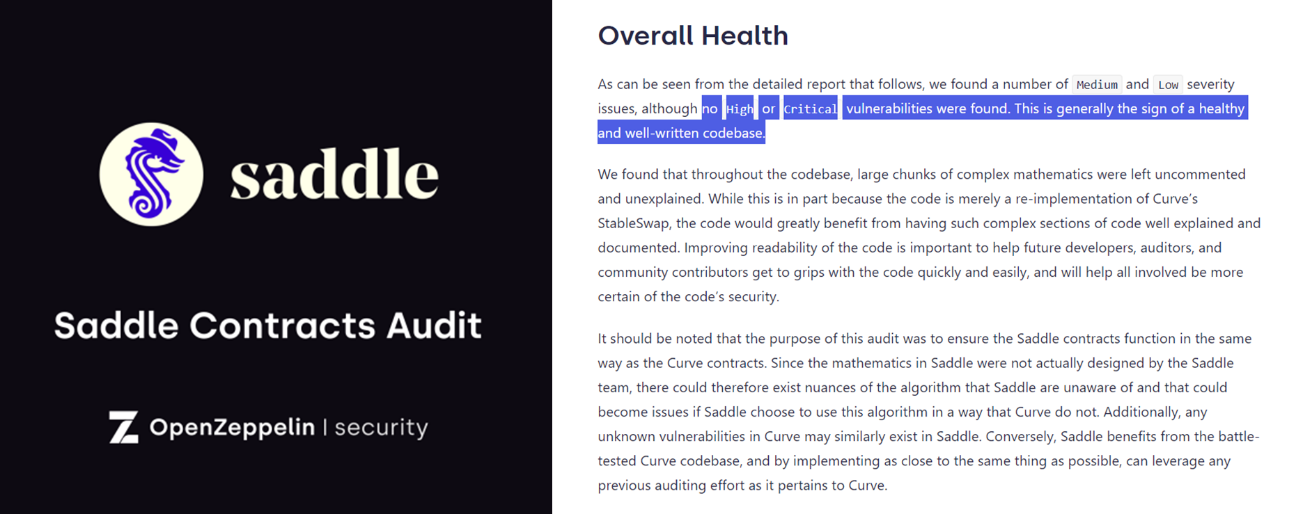 saddle
Saddle Contracts Audit
OpenZeppelin | security
Overall Health
As can be seen from the detailed report that follows, we found a number of Medium and Low severity
issues, although no High or Critical vulnerabilities were found. This is generally the sign of a healthy
and well-written codebase.
We found that throughout the codebase, large chunks of complex mathematics were left uncommented
and unexplained. While this is in part because the code is merely a re-implementation of Curve’s
StableSwap, the code would greatly benefit from having such complex sections of code well explained and
documented. Improving readability of the code is important to help future developers, auditors, and
community contributors get to grips with the code quickly and easily, and will help all involved be more
certain of the code’s security.
It should be noted that the purpose of this audit was to ensure the Saddle contracts function in the same
way as the Curve contracts. Since the mathematics in Saddle were not actually designed by the Saddle
team, there could therefore exist nuances of the algorithm that Saddle are unaware of and that could
become issues if Saddle choose to use this algorithm in a way that Curve do not. Additionally, any
unknown vulnerabilities in Curve may similarly exist in Saddle. Conversely, Saddle benefits from the battle-
tested Curve codebase, and by implementing as close to the same thing as possible, can leverage any
previous auditing effort as it pertains to Curve.